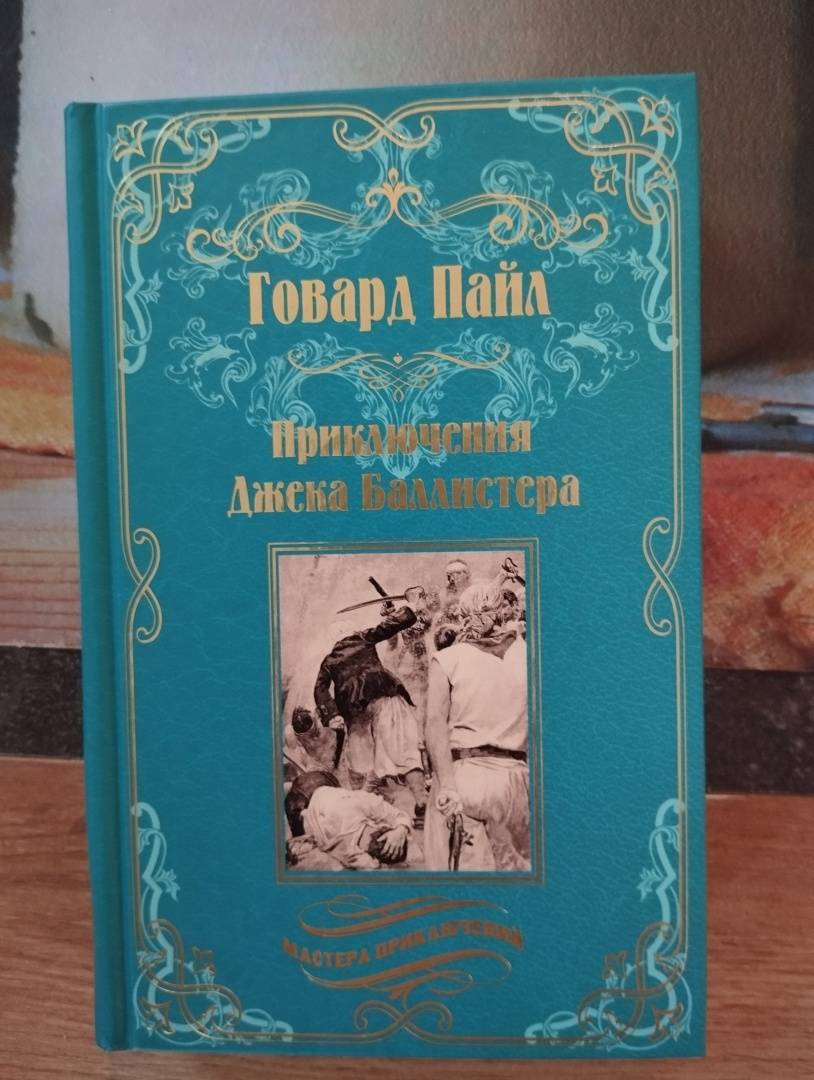 Говард Пайл
Приключения
Джека Баллистера
МАСТЕРА ПРИКЛЮЧЕНИЙ